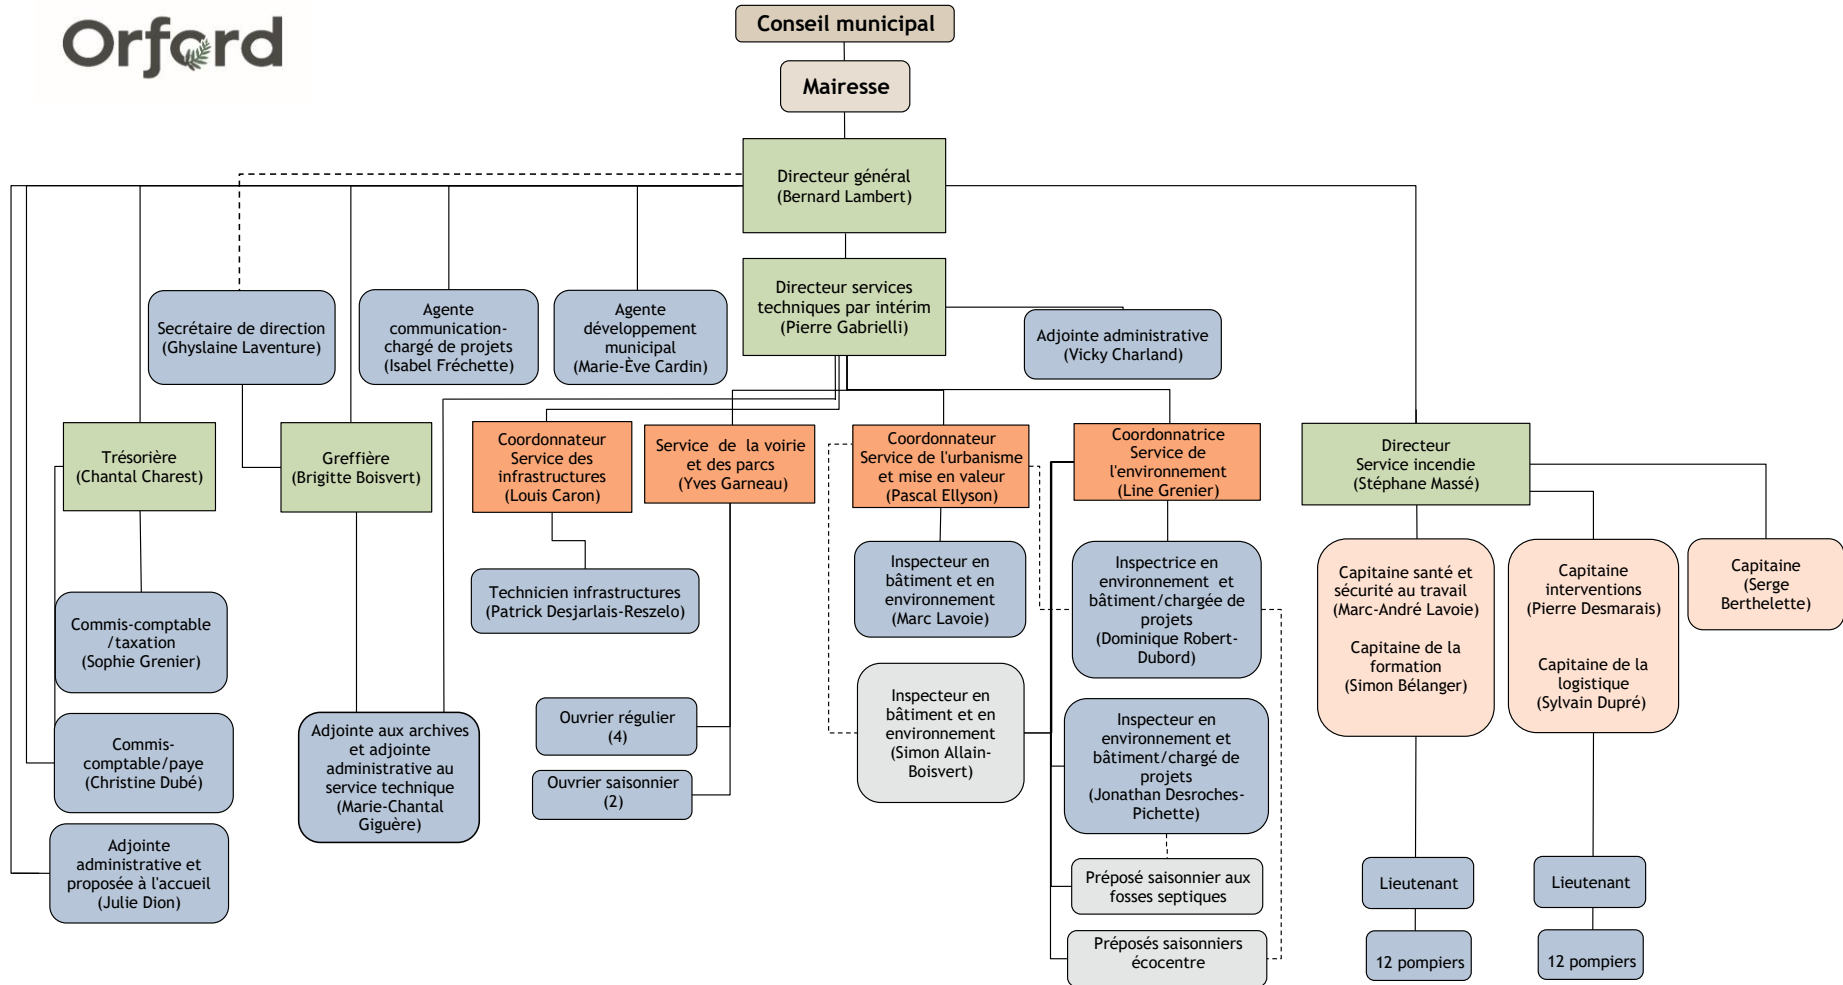 Orford
Conseil municipal
Mairesse
Directeur général
(Bernard Lambert)
Directeur services
techniques par intérim
(Pierre Gabrielli)
Adjointe administrative
(Vicky Charland)
Secrétaire de direction
(Ghyslaine Laventure)
Agente
communication-
chargé de projets
(Isabel Fréchette)
Agente
développement
municipal
(Marie-Ève Cardin)
Trésorière
(Chantal Charest)
Greffière
(Brigitte Boisvert)
Coordonnateur
Service des
infrastructures
(Louis Caron)
Service de la voirie
et des parcs
(Yves Garneau)
Coordonnateur
Service de l'urbanisme
et mise en valeur
(Pascal Ellyson)
Coordonnatrice
Service de
l'environnement
(Line Grenier)
Directeur
Service incendie
(Stéphane Massé)
Commis-comptable
/taxation
(Sophie Grenier)
Commis-
comptable/paye
(Christine Dubé)
Adjointe
administrative et
proposée à l'accueil
(Julie Dion)
Adjointe aux archives
et adjointe
administrative au
service technique
(Marie-Chantal
Giguère)
Technicien infrastructures
(Patrick Desjarlais-Reszelo)
Ouvrier régulier
(4)
Ouvrier saisonnier
(2)
Inspecteur en
bâtiment et en
environnement
(Marc Lavoie)
Inspecteur en
bâtiment et en
environnement
(Simon Allain-
Boisvert)
Inspectrice en
environnement et
bâtiment/chargée de
projets
(Dominique Robert-
Dubord)
Inspecteur en
environnement et
bâtiment/chargé de
projets
(Jonathan Desroches-
Pichette)
Préposé saisonnier aux
fosses septiques
Préposés saisonniers
écocentre
Capitaine santé et
sécurité au travail
(Marc-André Lavoie)
Capitaine de la
formation
(Simon Bélanger)
Capitaine
interventions
(Pierre Desmarais)
Capitaine de la
logistique
(Sylvain Dupré)
Capitaine
(Serge
Berthelette)
Lieutenant
12 pompiers
Lieutenant
12 pompiers